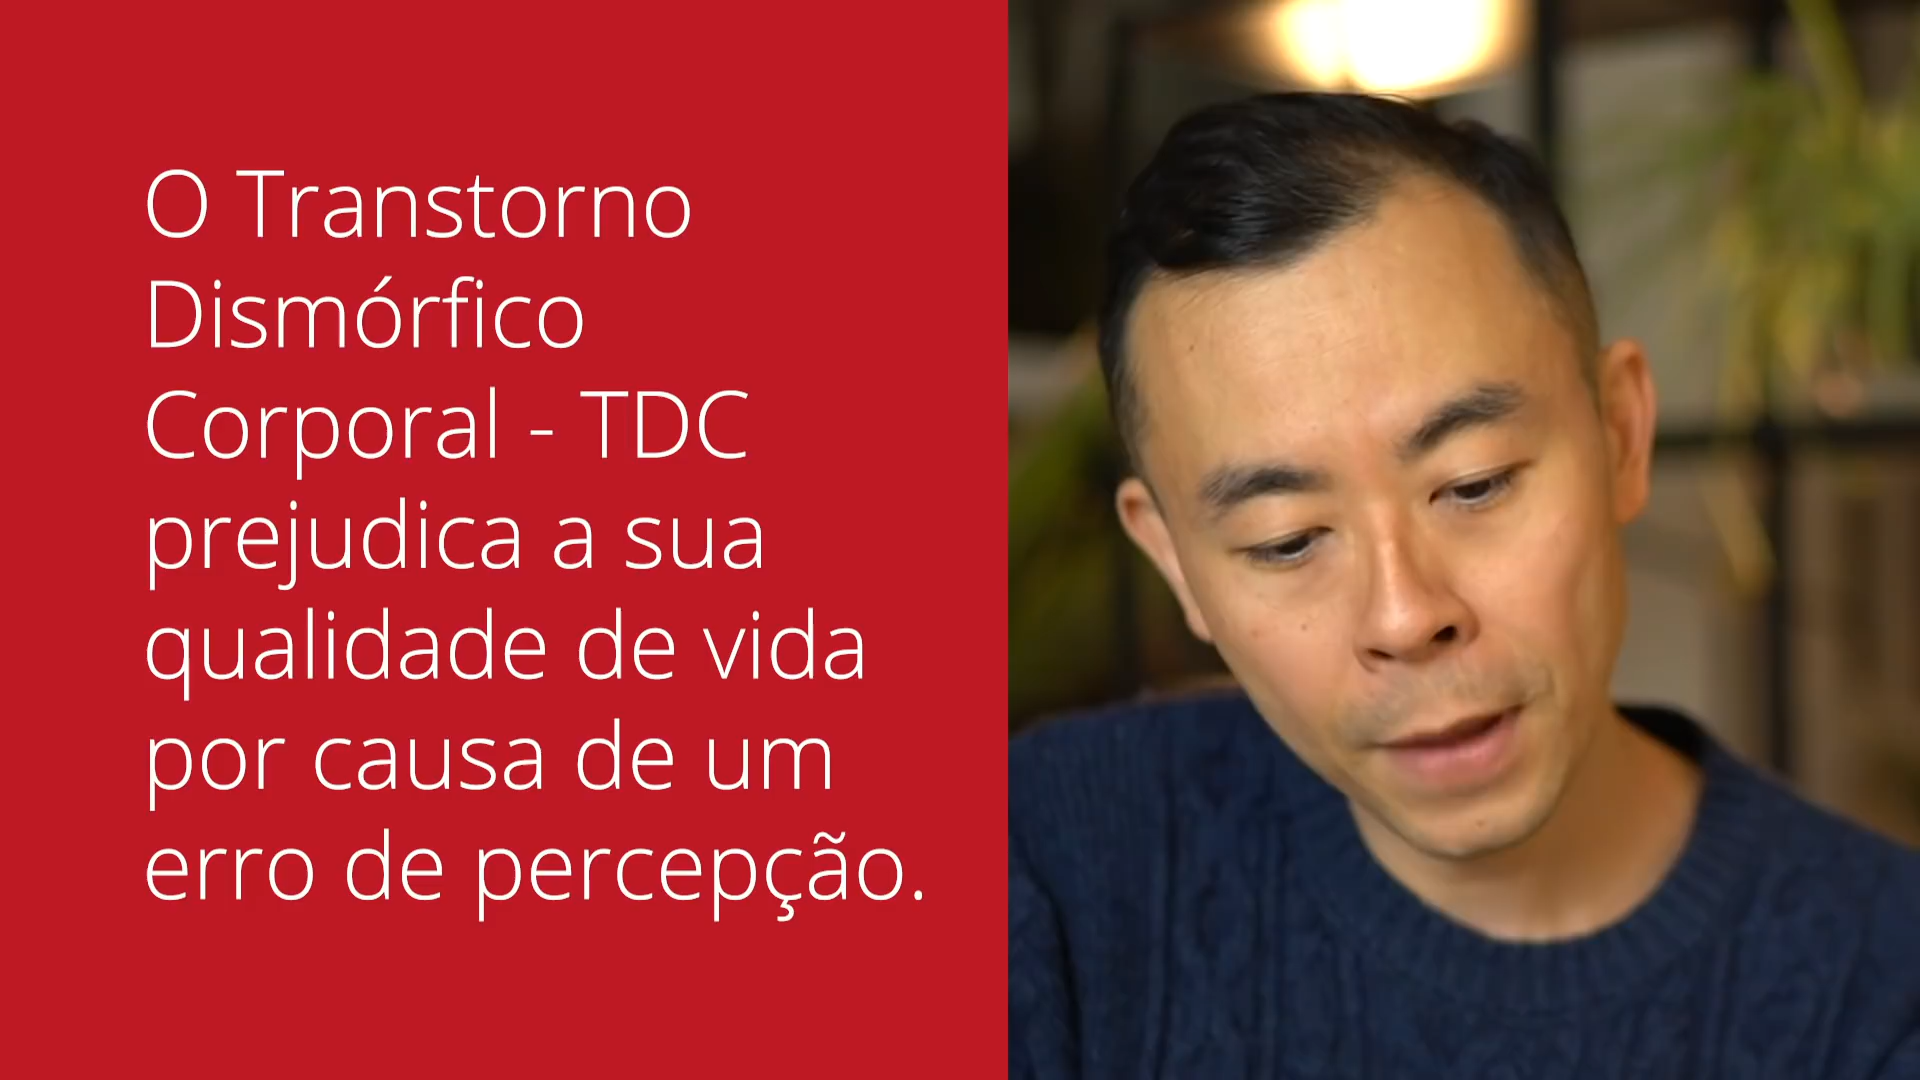 O Transtorno
Dismórfico
Corporal - TDC
prejudica a sua
qualidade de vida
por causa de um
erro de percepção.